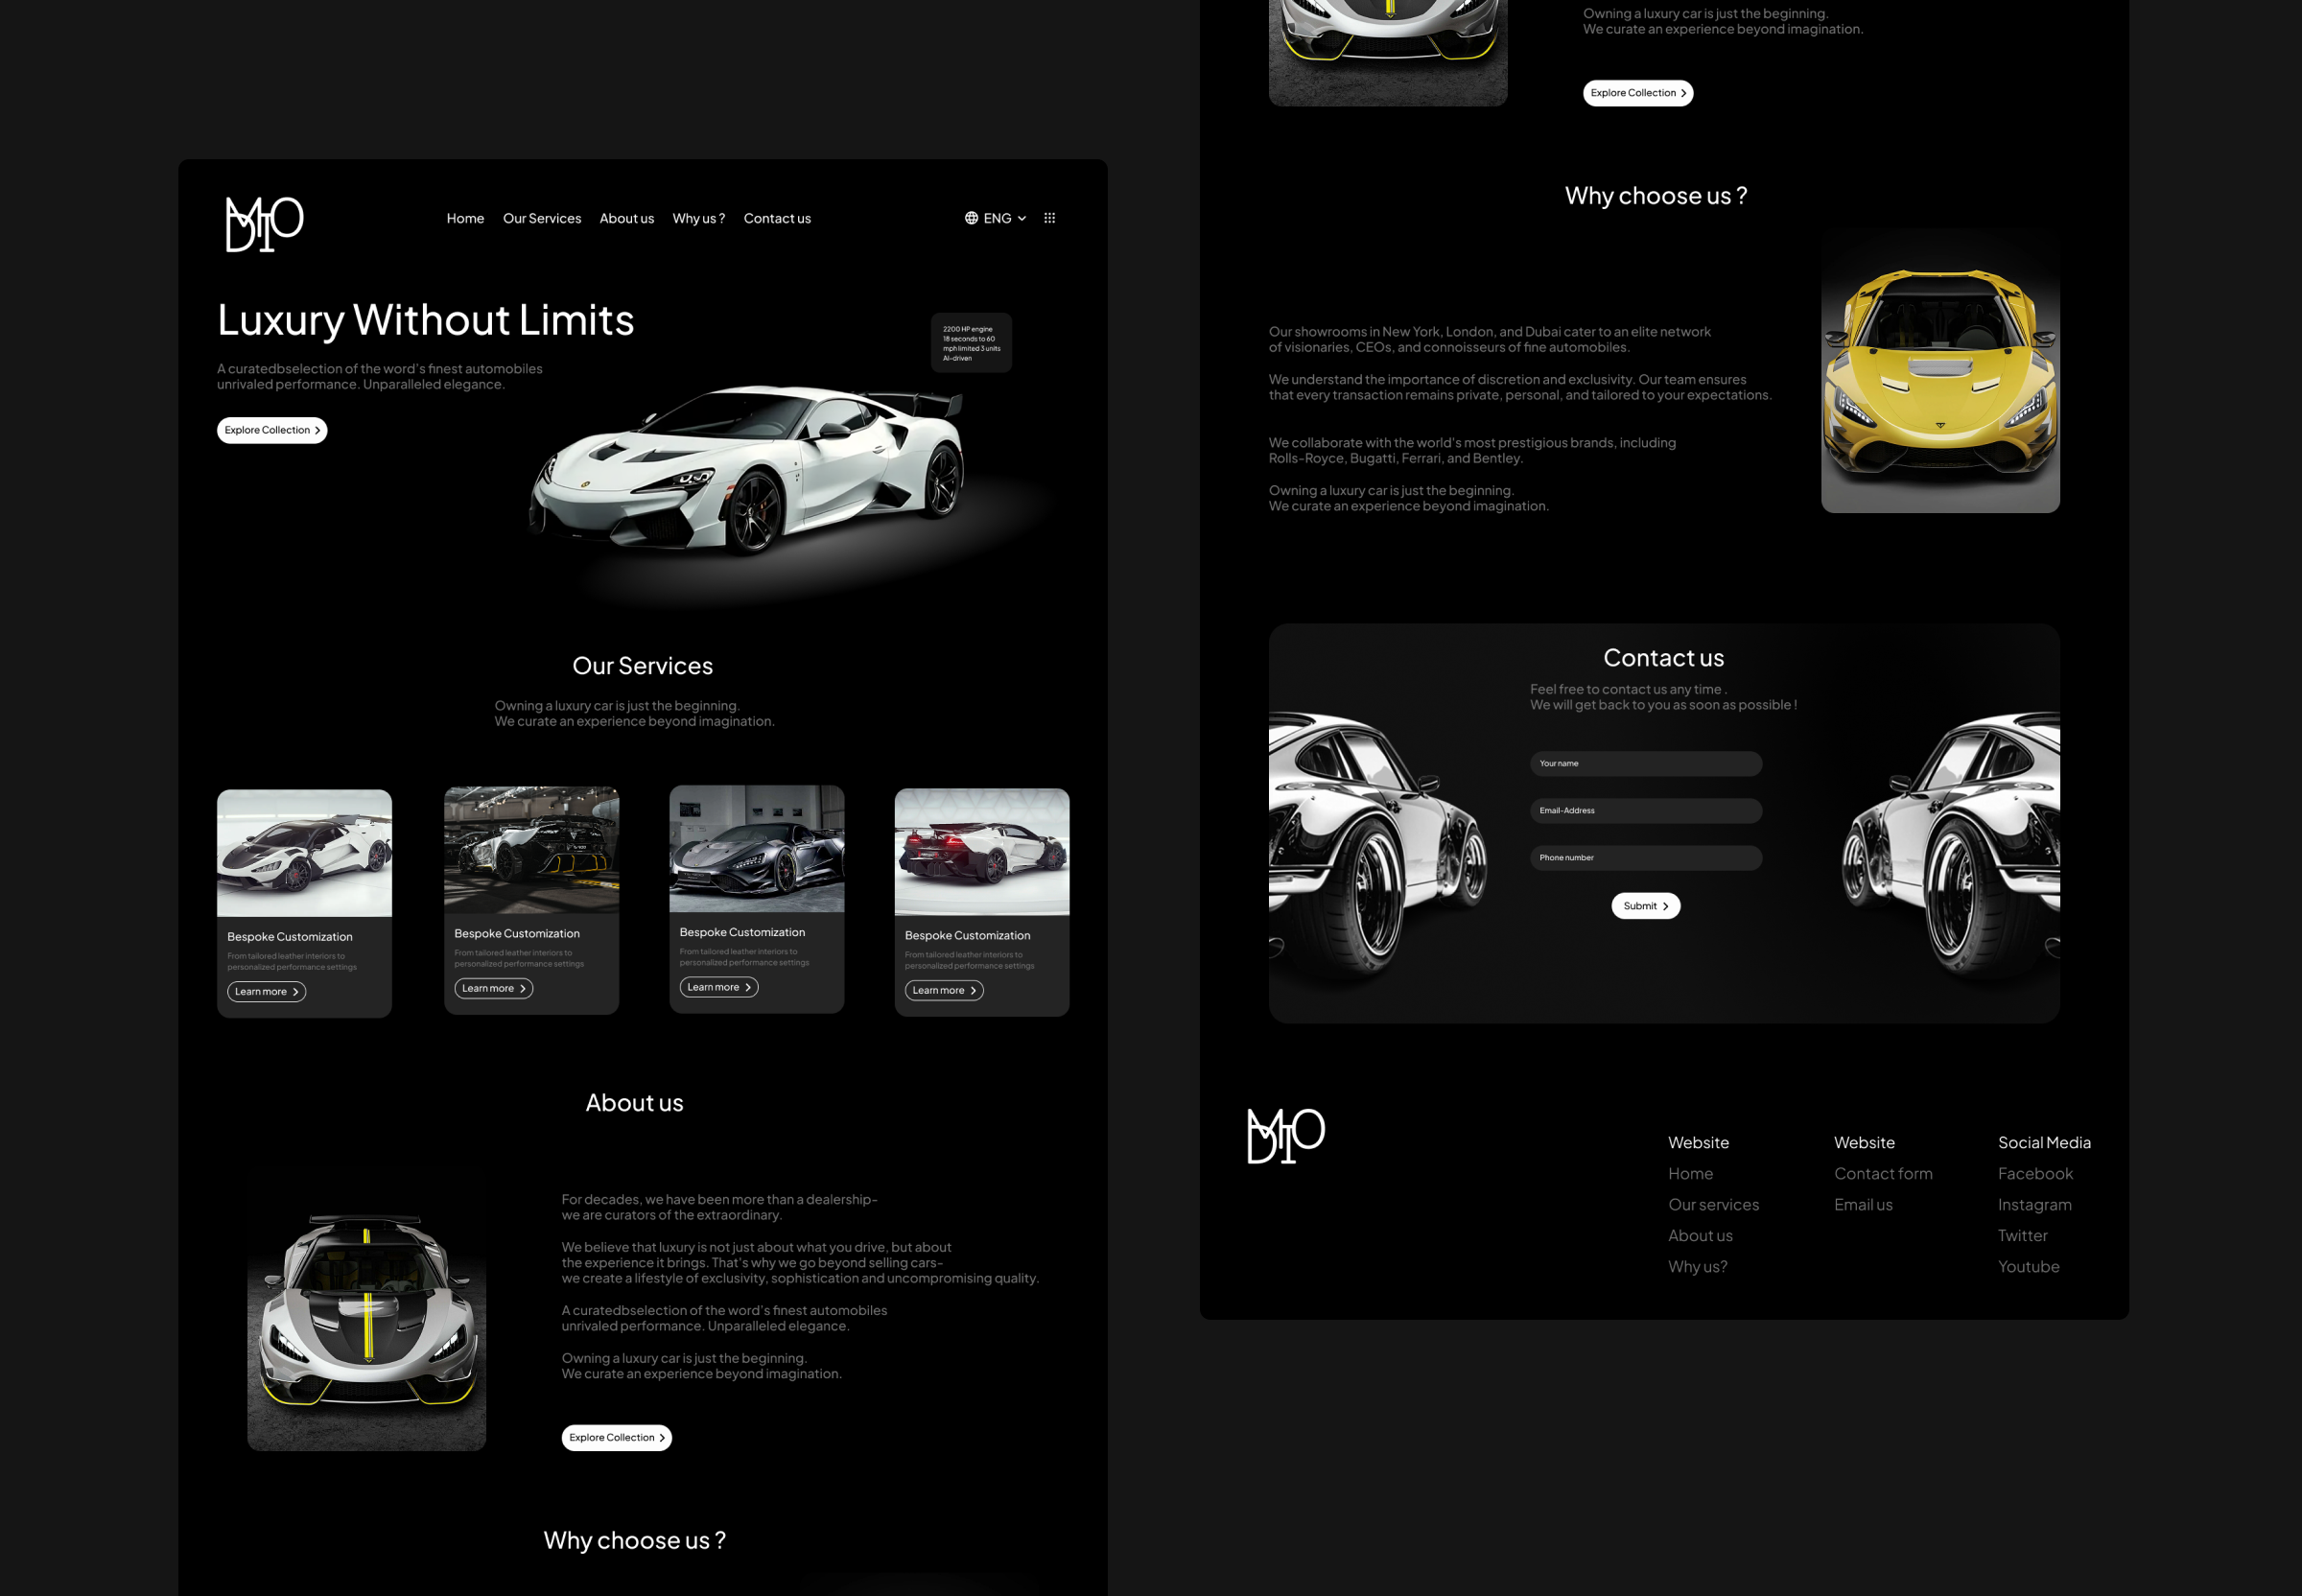 MDIO
Home Our Services About us Why us ? Contact us
ENG
Luxury Without Limits
A curatedbselection of the word's finest automobiles
unrivaled performance. Unparalleled elegance.
Explore Collection
2200 HP engine
18 seconds to 60
mph limited 3 units
AI-driven
Our Services
Owning a luxury car is just the beginning.
We curate an experience beyond imagination.
Bespoke Customization
From tailored leather interiors to
personalized performance settings
Learn more
Bespoke Customization
From tailored leather interiors to
personalized performance settings
Learn more
Bespoke Customization
From tailored leather interiors to
personalized performance settings
Learn more
Bespoke Customization
From tailored leather interiors to
personalized performance settings
Learn more
About us
For decades, we have been more than a dealership-
we are curators of the extraordinary.
We believe that luxury is not just about what you drive, but about
the experience it brings. That's why we go beyond selling cars-
we create a lifestyle of exclusivity, sophistication and uncompromising quality.
A curatedbselection of the word's finest automobiles
unrivaled performance. Unparalleled elegance.
Owning a luxury car is just the beginning.
We curate an experience beyond imagination.
Explore Collection
Why choose us ?
Owning a luxury car is just the beginning.
We curate an experience beyond imagination.
Explore Collection
Why choose us ?
Our showrooms in New York, London, and Dubai cater to an elite network
of visionaries, CEOs, and connoisseurs of fine automobiles.
We understand the importance of discretion and exclusivity. Our team ensures
that every transaction remains private, personal, and tailored to your expectations.
We collaborate with the world's most prestigious brands, including
Rolls-Royce, Bugatti, Ferrari, and Bentley.
Owning a luxury car is just the beginning.
We curate an experience beyond imagination.
Contact us
Feel free to contact us any time .
We will get back to you as soon as possible !
Your name
Email-Address
Phone number
Submit
MDIO
Website
Home
Our services
About us
Why us?
Website
Contact form
Email us
Social Media
Facebook
Instagram
Twitter
Youtube